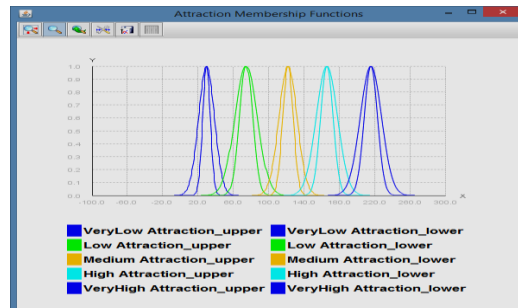 Attraction Membership Functions
Y
1.0
0.9
0.8
0.7
0.6
0.5
0.4
0.3
0.2
0.1
0.0
-100.0 -60.0 -20.0 20.0 60.0 100.0 140.0 180.0 220.0 260.0 300.0
X
VeryLow Attraction_upper VeryLow Attraction_lower
Low Attraction_upper Low Attraction_lower
Medium Attraction_upper Medium Attraction_lower
High Attraction_upper High Attraction_lower
VeryHigh Attraction_upper VeryHigh Attraction_lower